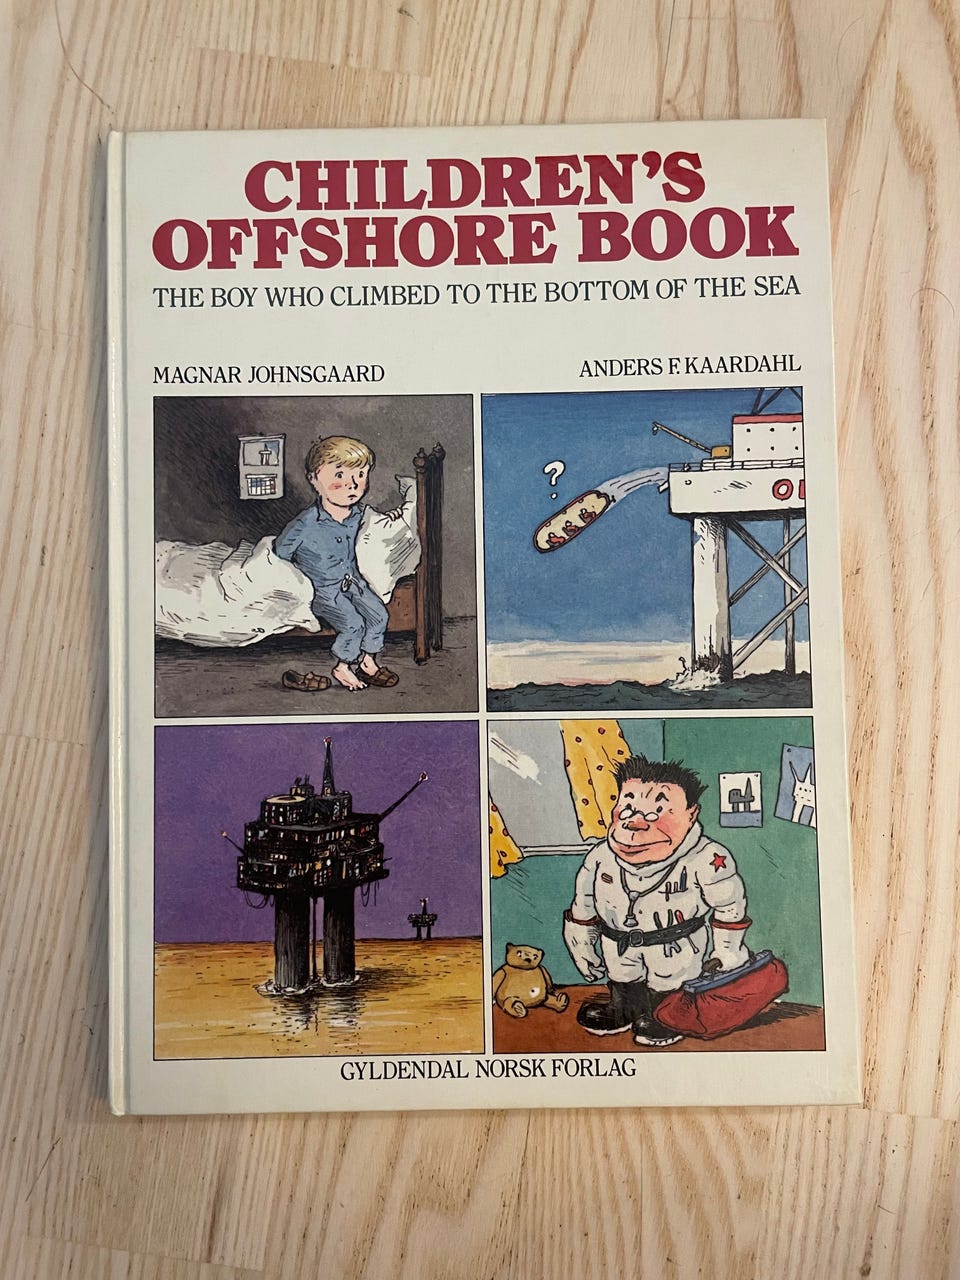 CHILDREN'S
OFFSHORE BOOK
THE BOY WHO CLIMBED TO THE BOTTOM OF THE SEA
MAGNAR JOHNSGAARD
ANDERS F. KAARDAHL
?
GYLDENDAL NORSK FORLAG